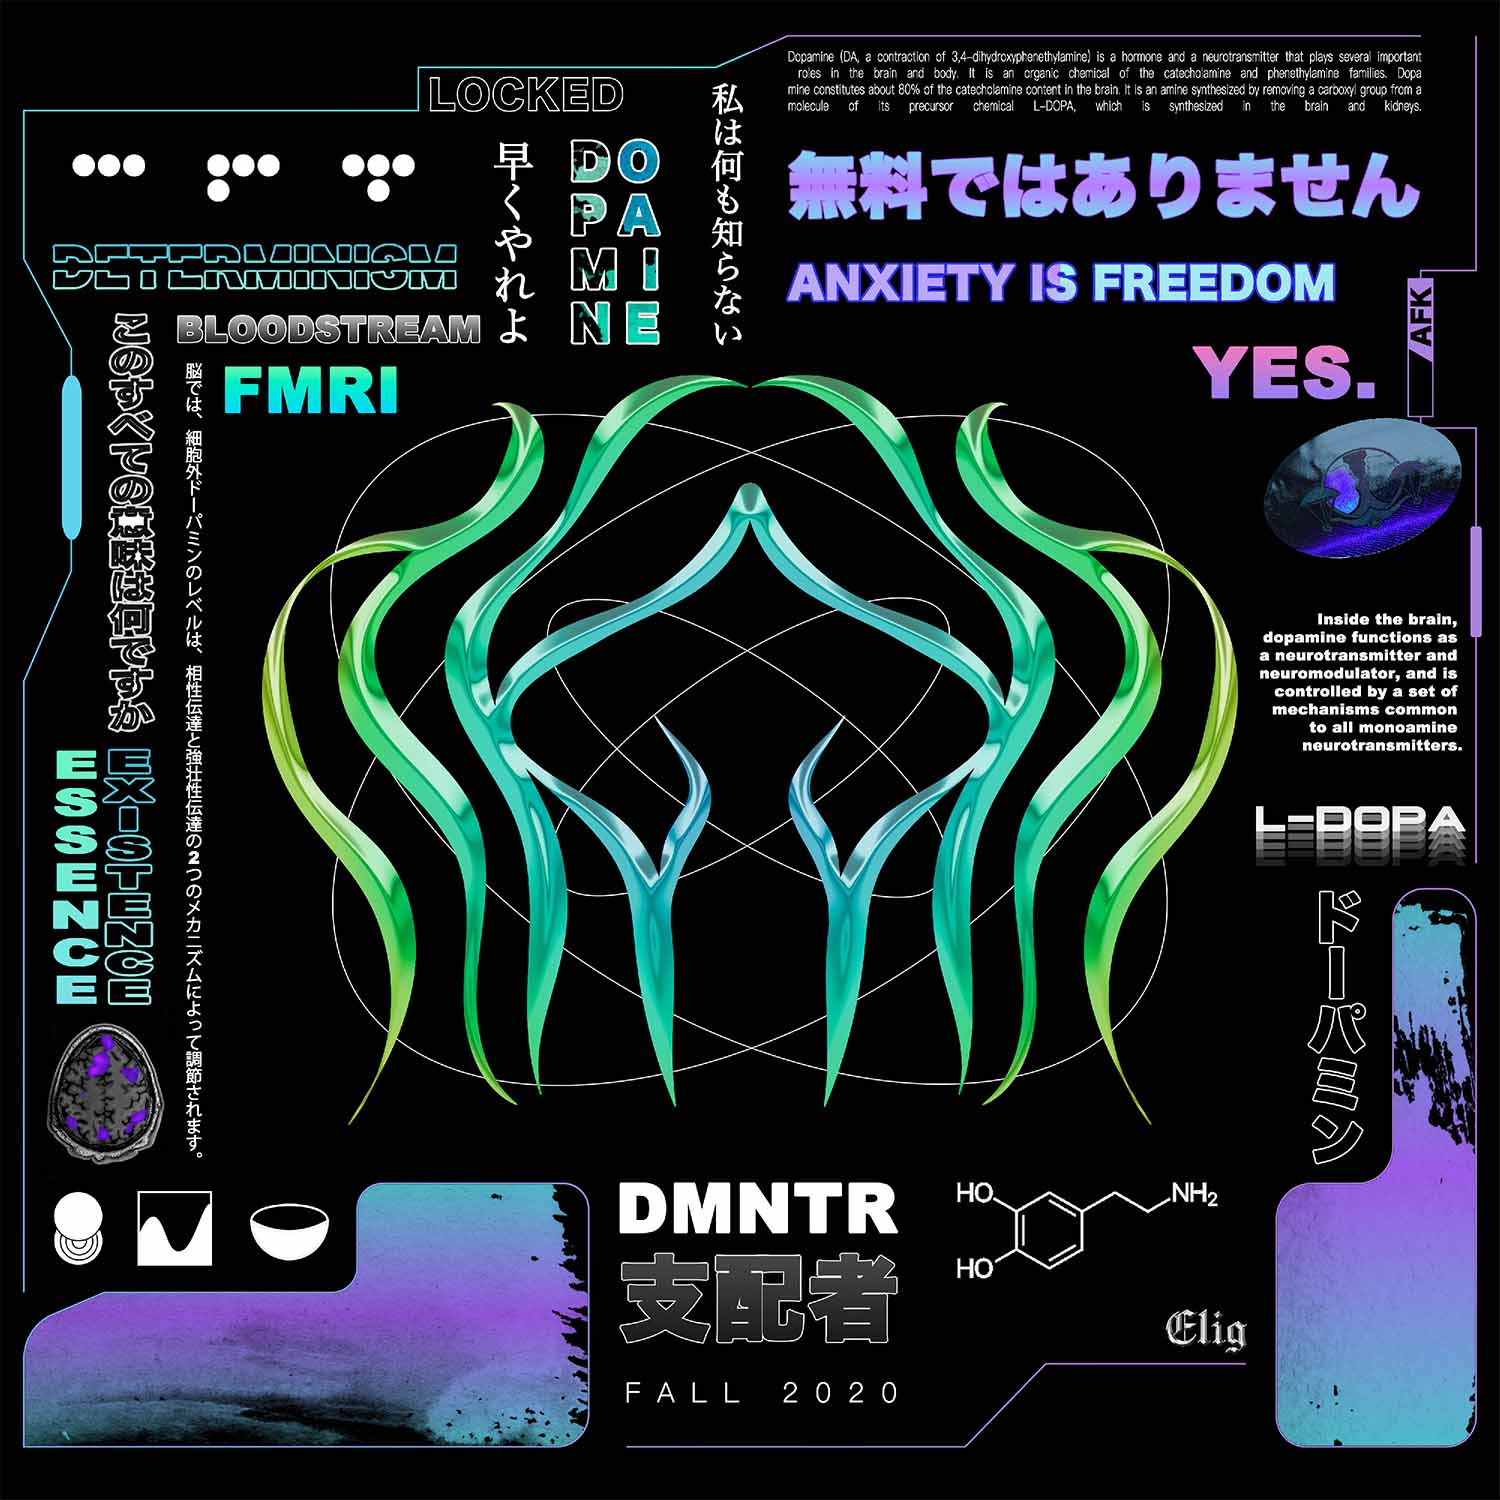 LOCKED
Dopamine (DA, a contraction of 3,4-dihydroxyphenethylamine) is a hormone and a neurotransmitter that plays several important
roles in the brain and body. It is an organic chemical of the catecholamine and phenethylamine families. Dopa
mine constitutes about 80% of the catecholamine content in the brain. It is an amine synthesized by removing a carboxyl group from a
molecule of its precursor chemical L-DOPA, which is synthesized in the brain and kidneys.
早くやれよ
DO
PA
MI
NE
私は何も知らない
無料ではありません
ANXIETY IS FREEDOM
DETERMINISM
BLOODSTREAM
FMRI
YES.
/AFK
このすべての意味は何ですか
脳では、細胞外ドーパミンのレベルは、相性伝達と強壮性伝達の2つのメカニズムによって調節されます。
Inside the brain,
dopamine functions as
a neurotransmitter and
neuromodulator, and is
controlled by a set of
mechanisms common
to all monoamine
neurotransmitters.
ESSENCE
EXISTENCE
L-DOPA
ドーパミン
DMNTR
支配者
FALL 2020
HO
HO
NH2
Elig